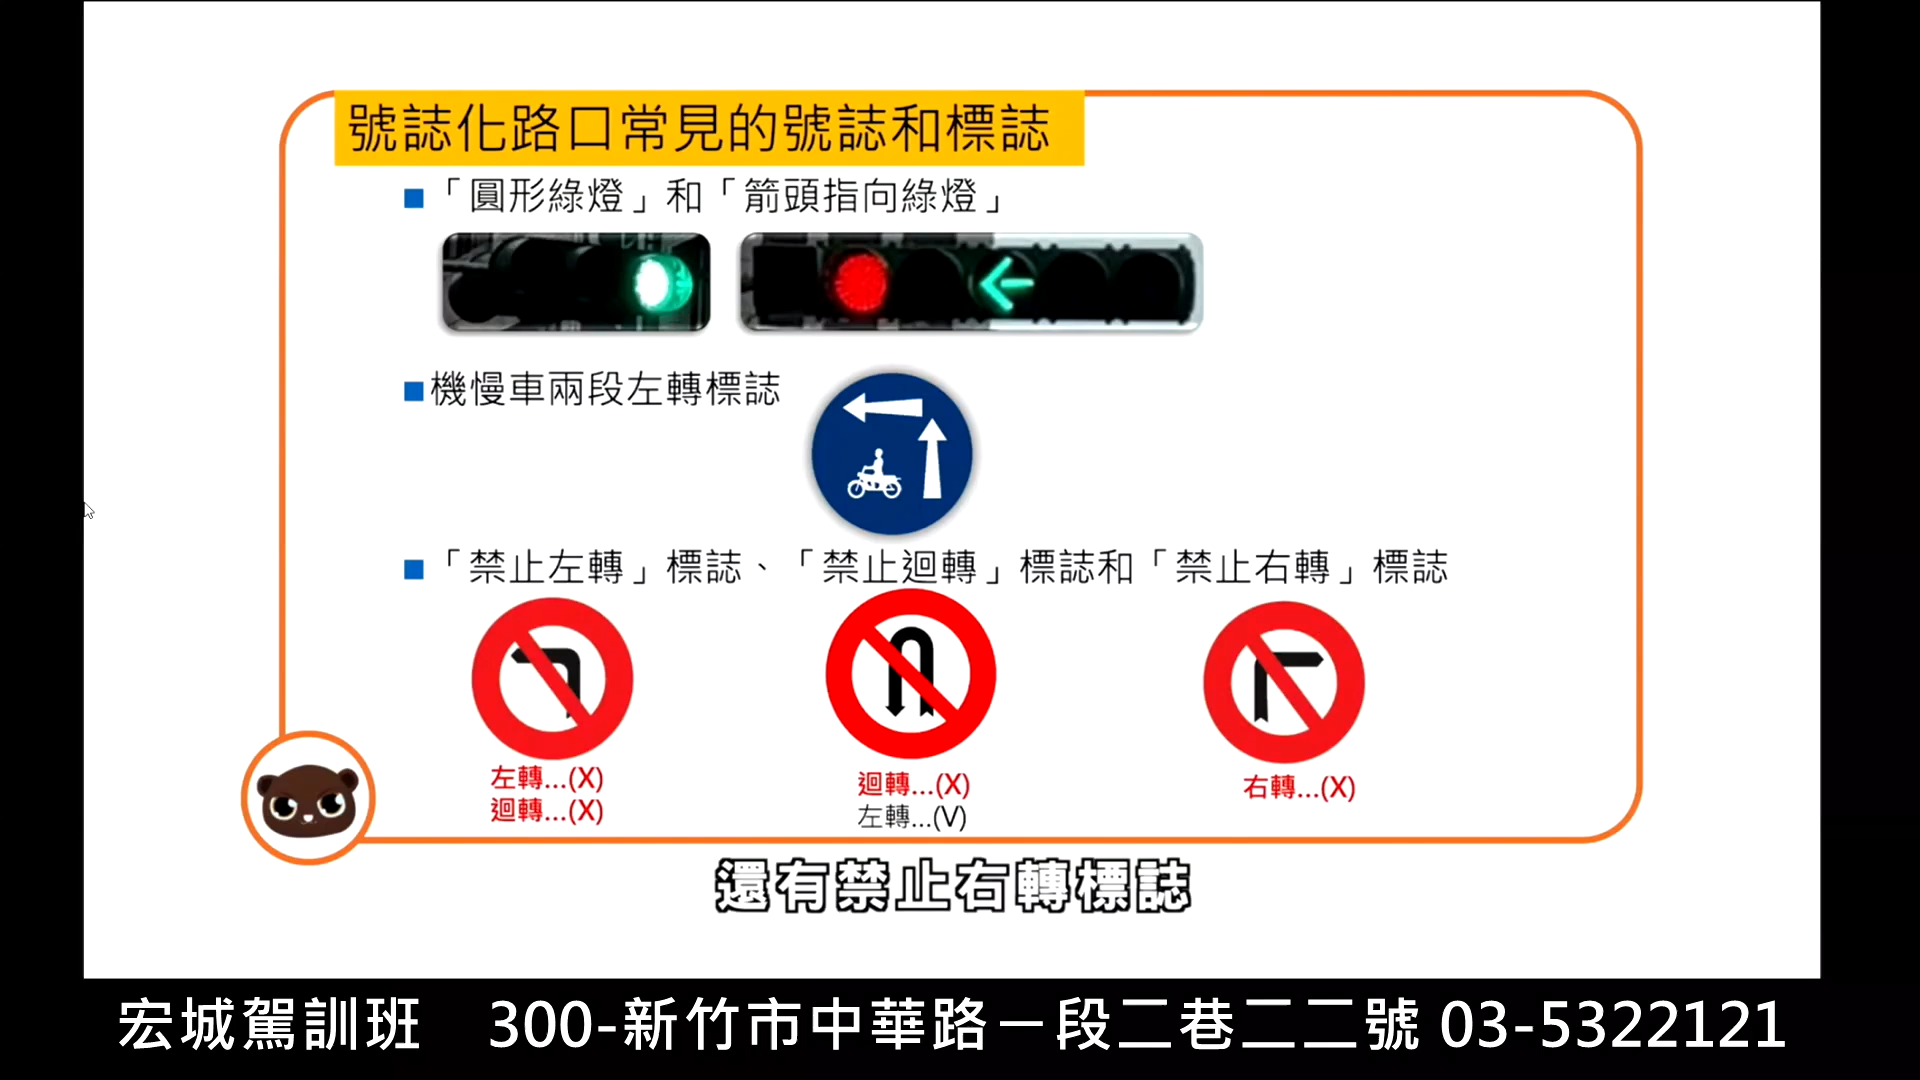 號誌化路口常見的號誌和標誌
「圓形綠燈」和「箭頭指向綠燈」
機慢車兩段左轉標誌
「禁止左轉」標誌、「禁止迴轉」標誌和「禁止右轉」標誌
左轉...(X)
迴轉...(X)
迴轉...(X)
左轉...(V)
右轉...(X)
還有禁止右轉標誌
宏城駕訓班 300-新竹市中華路一段二巷二二號 03-5322121